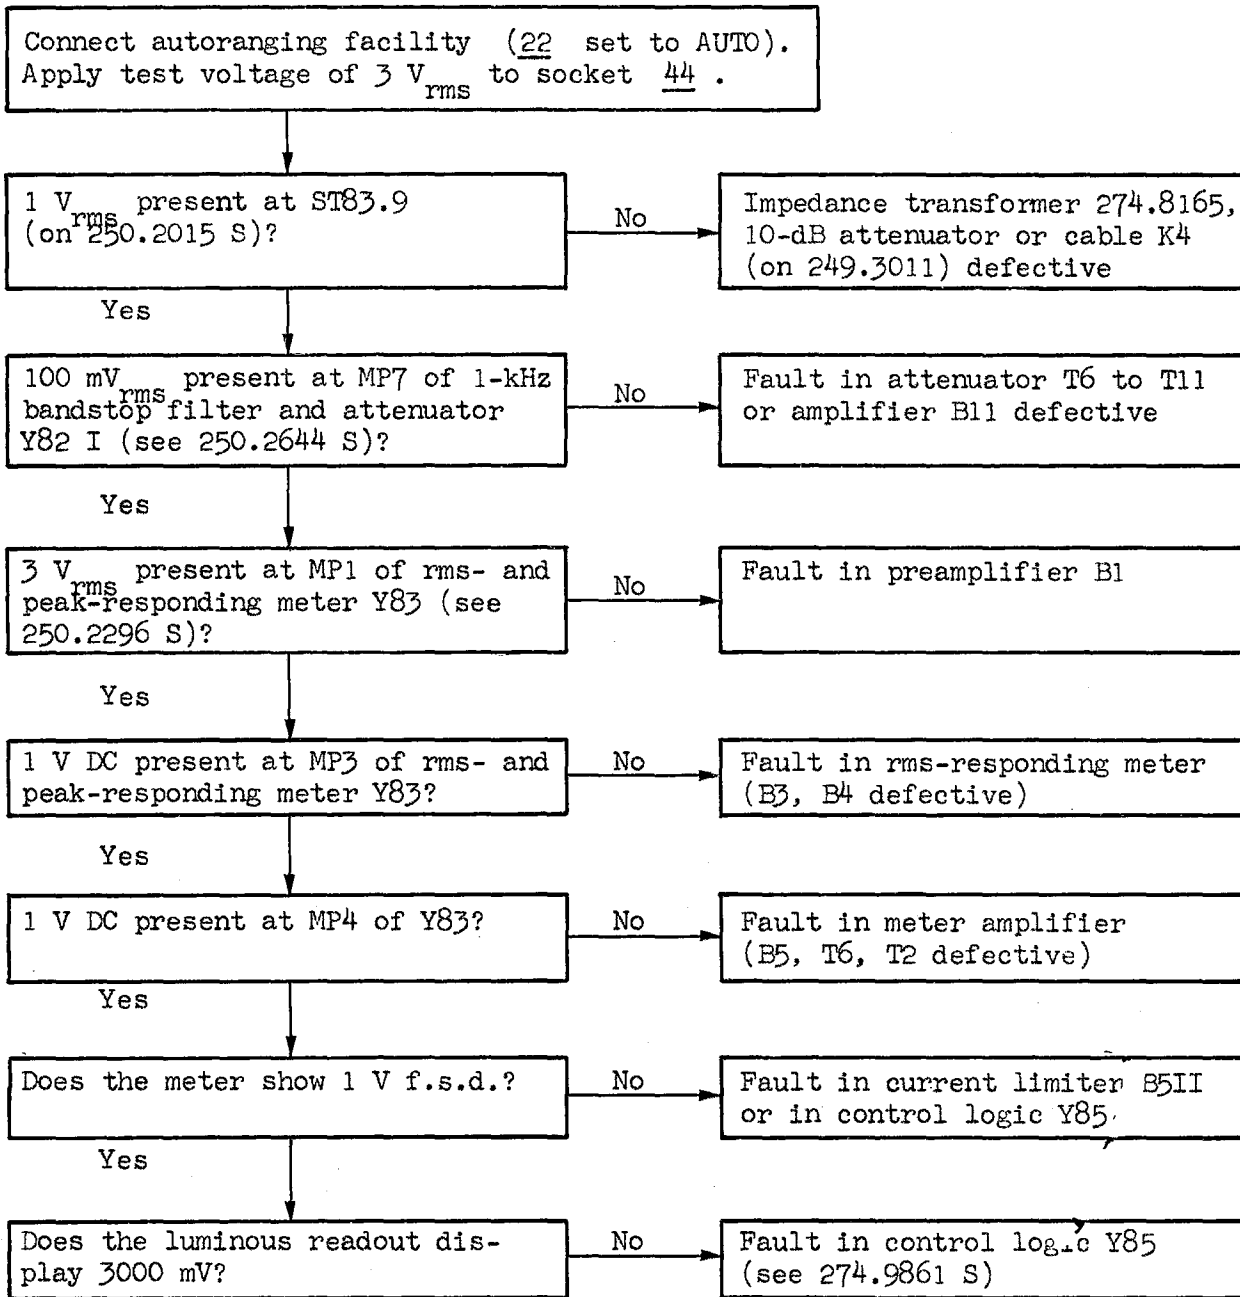 Connect autoranging facility (22 set to AUTO).
Apply test voltage of 3 Vrms to socket 44 .
1 Vrms present at ST83.9
(on 250.2015 S)?
No
Impedance transformer 274.8165,
10-dB attenuator or cable K4
(on 249.3011) defective
Yes
100 mVrms present at MP7 of 1-kHz
bandstop filter and attenuator
Y82 I (see 250.2644 S)?
No
Fault in attenuator T6 to T11
or amplifier B11 defective
Yes
3 Vrms present at MP1 of rms- and
peak-responding meter Y83 (see
250.2296 S)?
No
Fault in preamplifier B1
Yes
1 V DC present at MP3 of rms- and
peak-responding meter Y83?
No
Fault in rms-responding meter
(B3, B4 defective)
Yes
1 V DC present at MP4 of Y83?
No
Fault in meter amplifier
(B5, T6, T2 defective)
Yes
Does the meter show 1 V f.s.d.?
No
Fault in current limiter B5II
or in control logic Y85
Yes
Does the luminous readout dis-
play 3000 mV?
No
Fault in control logic Y85
(see 274.9861 S)